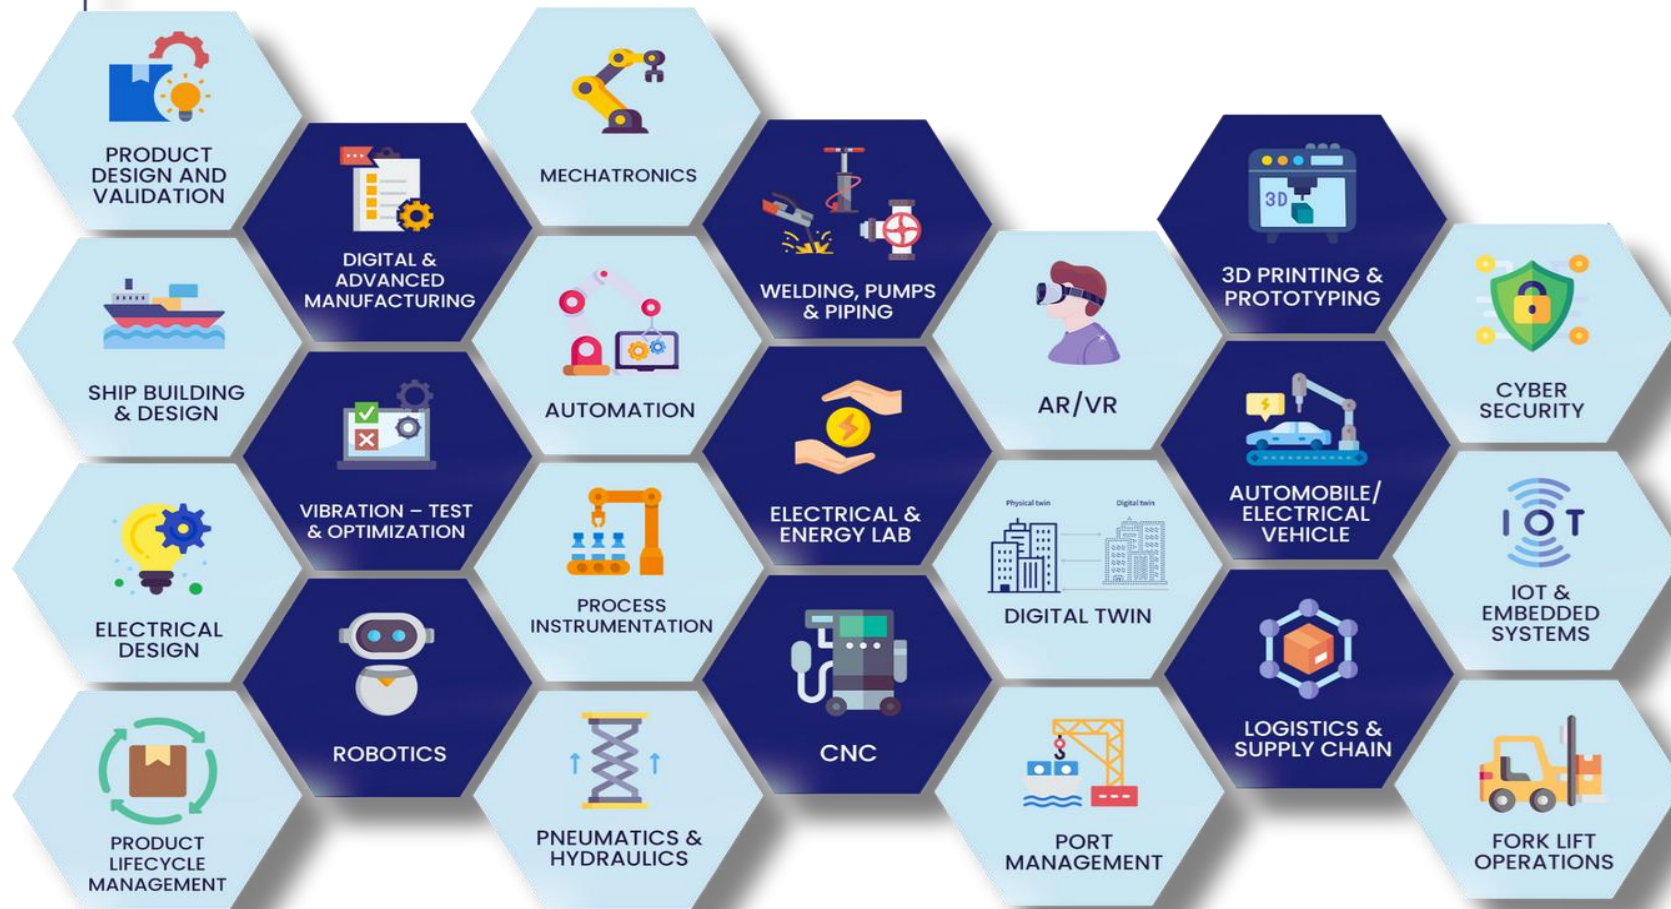 PRODUCT
DESIGN AND
VALIDATION
SHIP BUILDING
& DESIGN
ELECTRICAL
DESIGN
PRODUCT
LIFECYCLE
MANAGEMENT
DIGITAL &
ADVANCED
MANUFACTURING
VIBRATION – TEST
& OPTIMIZATION
ROBOTICS
MECHATRONICS
AUTOMATION
PROCESS
INSTRUMENTATION
PNEUMATICS &
HYDRAULICS
WELDING, PUMPS
& PIPING
ELECTRICAL &
ENERGY LAB
CNC
AR/VR
Physical twin
Digital twin
DIGITAL TWIN
PORT
MANAGEMENT
3D
3D PRINTING &
PROTOTYPING
AUTOMOBILE/
ELECTRICAL
VEHICLE
LOGISTICS &
SUPPLY CHAIN
CYBER
SECURITY
IOT
IOT &
EMBEDDED
SYSTEMS
FORK LIFT
OPERATIONS